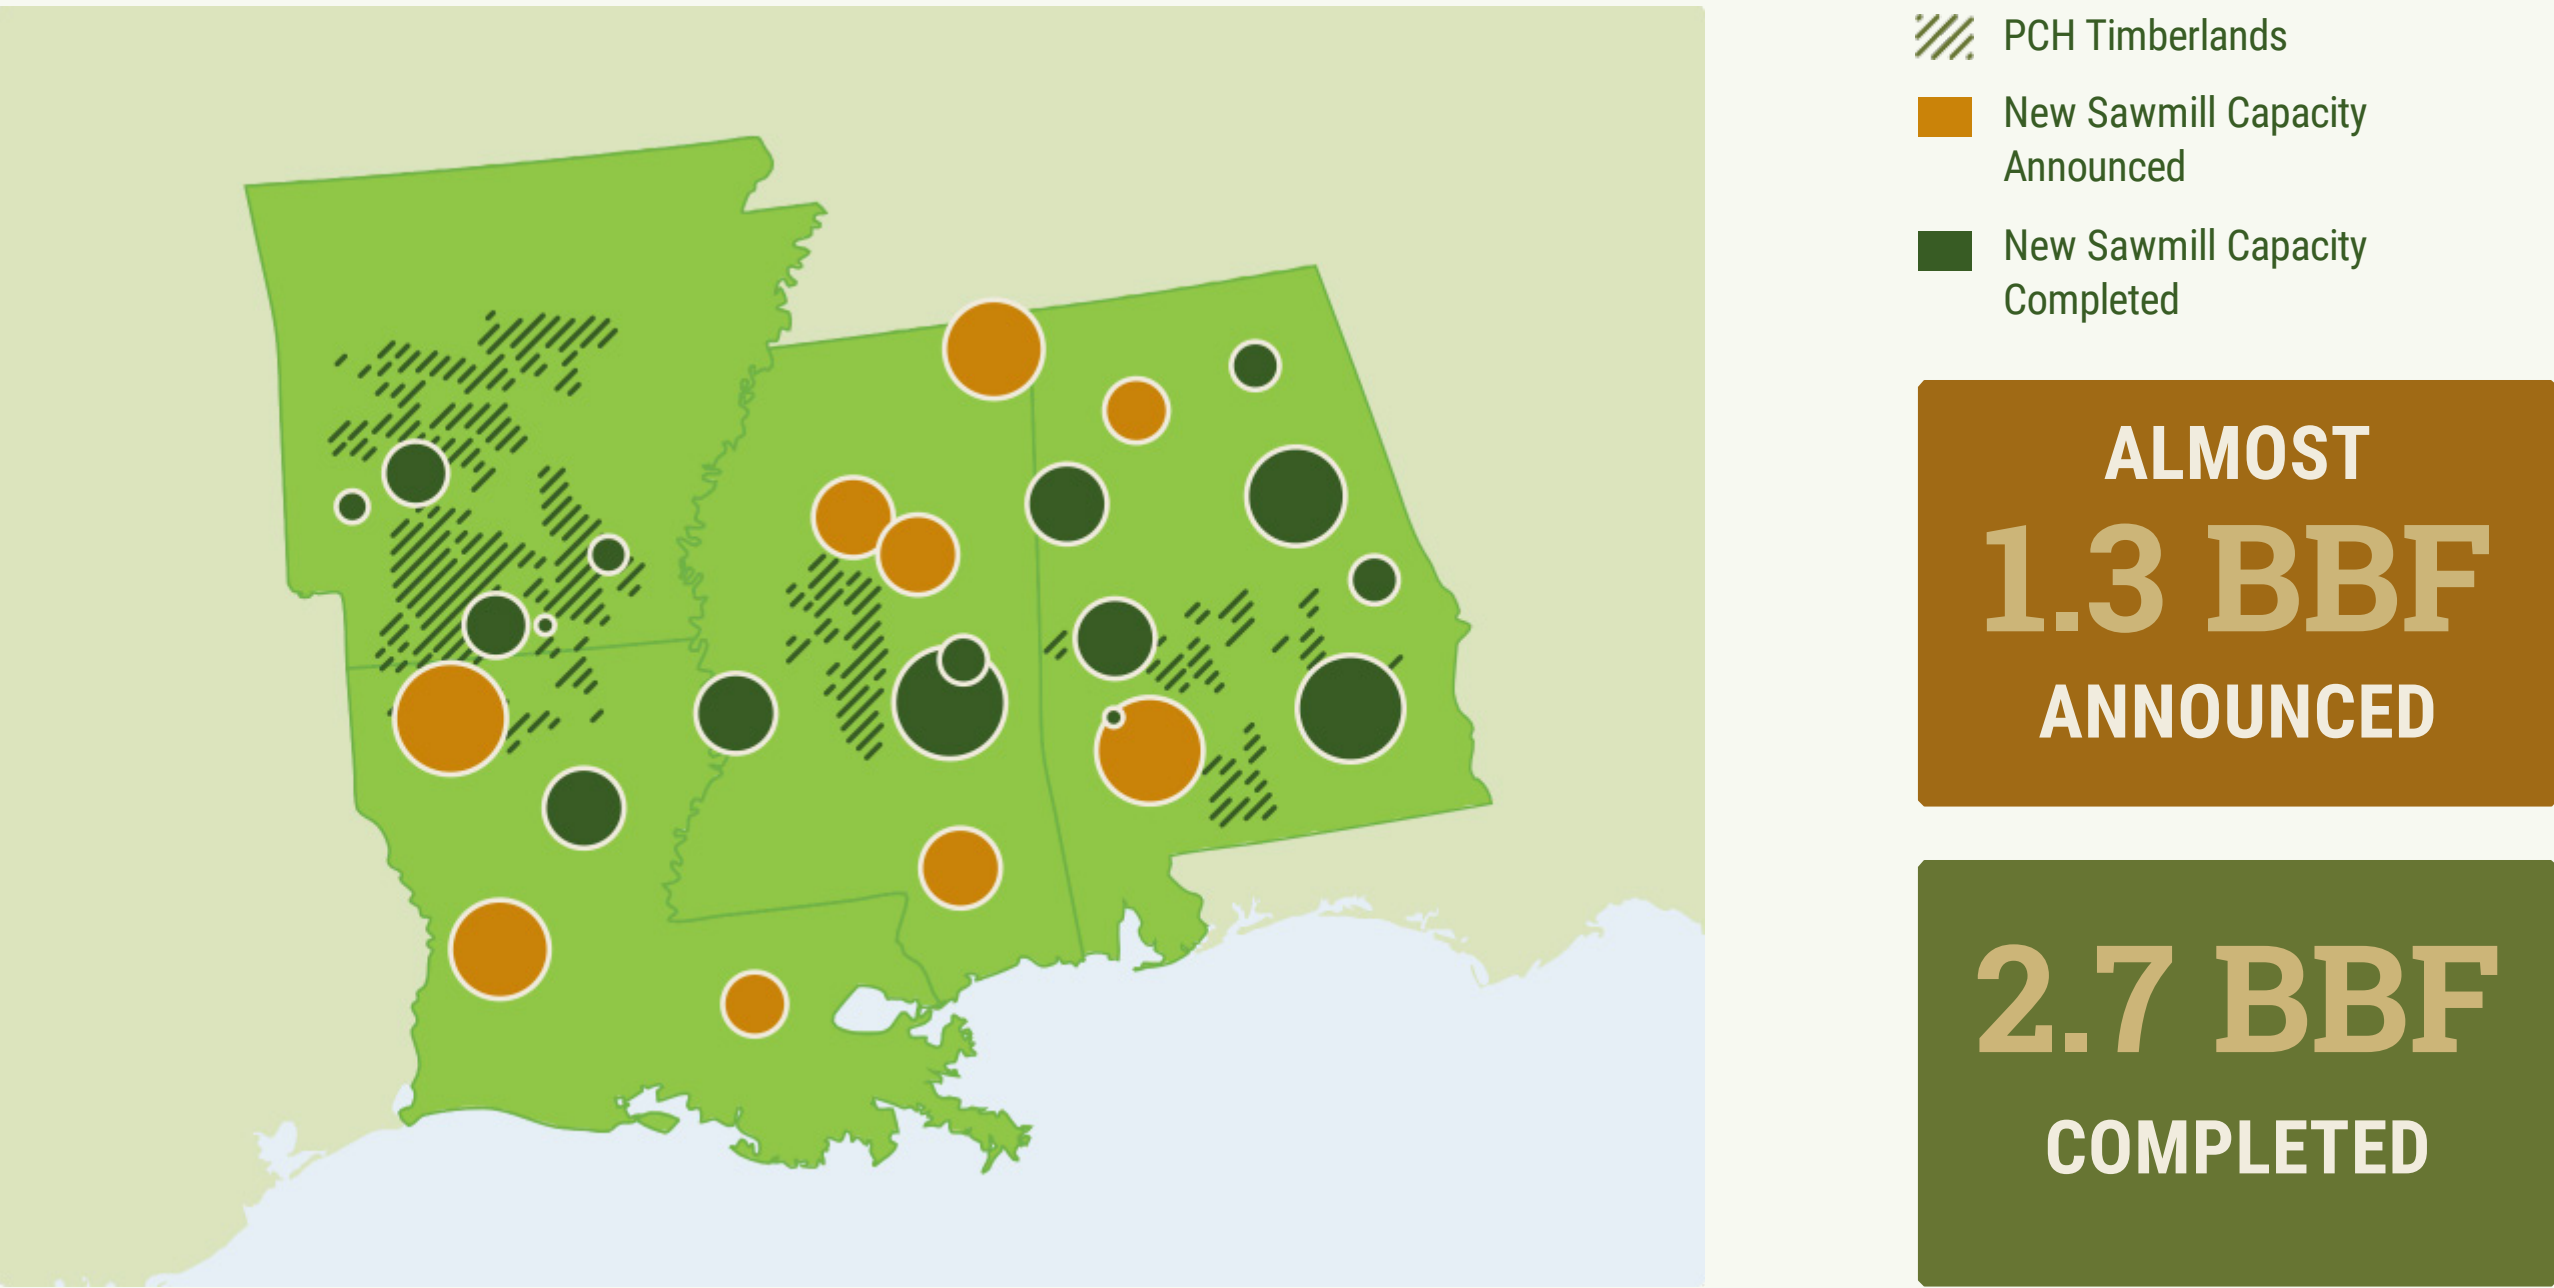 PCH Timberlands
New Sawmill Capacity
Announced
New Sawmill Capacity
Completed
ALMOST
1.3 BBF
ANNOUNCED
2.7 BBF
COMPLETED